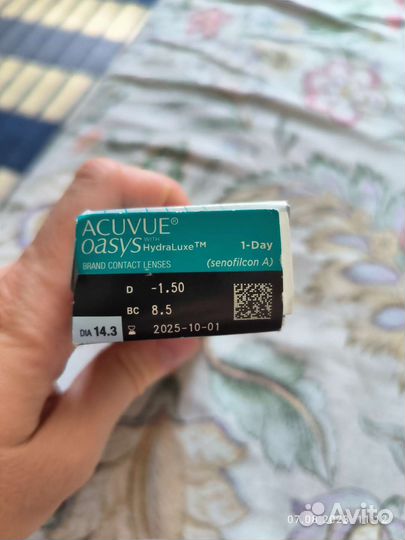 ACUVUE®
OASYS WITH HydraLuxe™ 1-Day
BRAND CONTACT LENSES (senofilcon A)
D -1.50
BC 8.5
DIA 14.3 2025-10-01
Avito